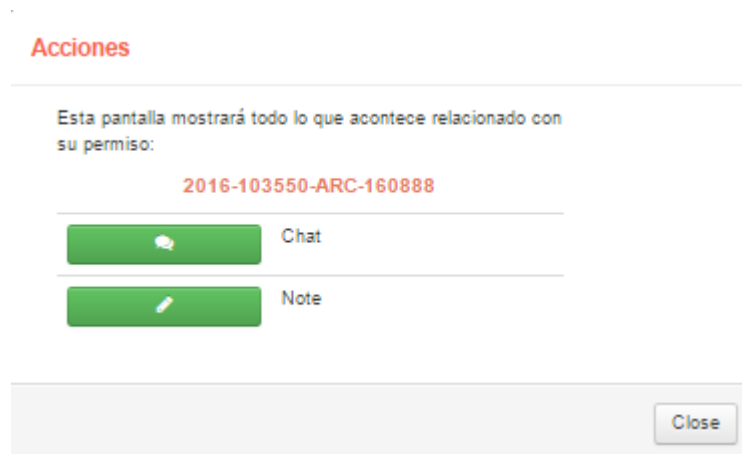 Acciones
Esta pantalla mostrará todo lo que acontece relacionado con
su permiso:
2016-103550-ARC-160888
Chat
Note
Close